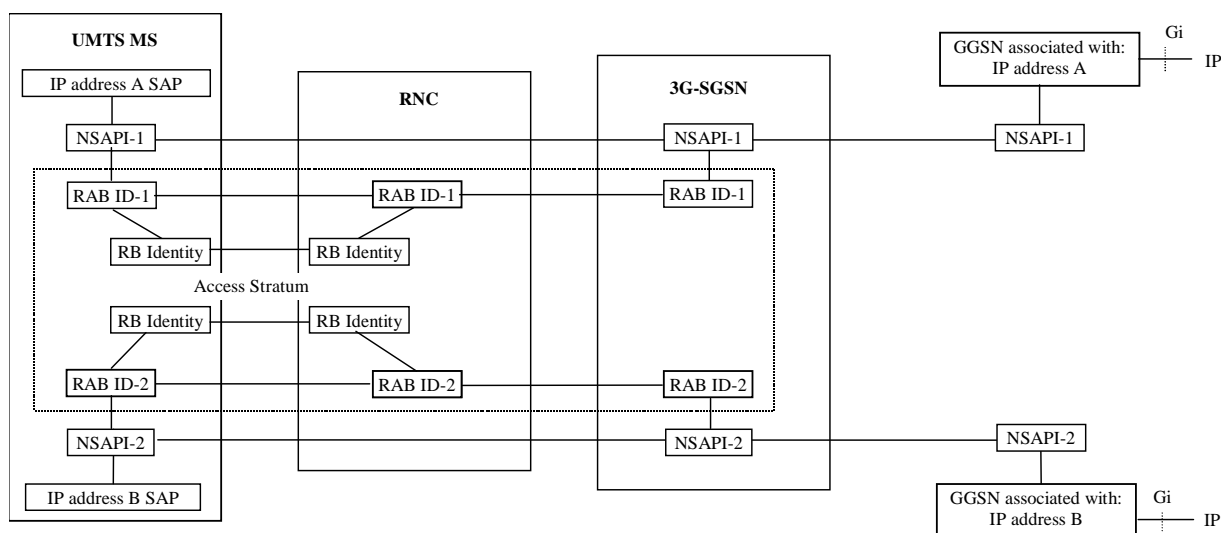 UMTS MS
GGSN associated with:
IP address A
Gi
IP
IP address A SAP
RNC
3G-SGSN
NSAPI-1
NSAPI-1
NSAPI-1
RAB ID-1
RAB ID-1
RAB ID-1
RB Identity
RB Identity
Access Stratum
RB Identity
RB Identity
RAB ID-2
RAB ID-2
RAB ID-2
NSAPI-2
NSAPI-2
NSAPI-2
IP address B SAP
GGSN associated with:
IP address B
Gi
IP